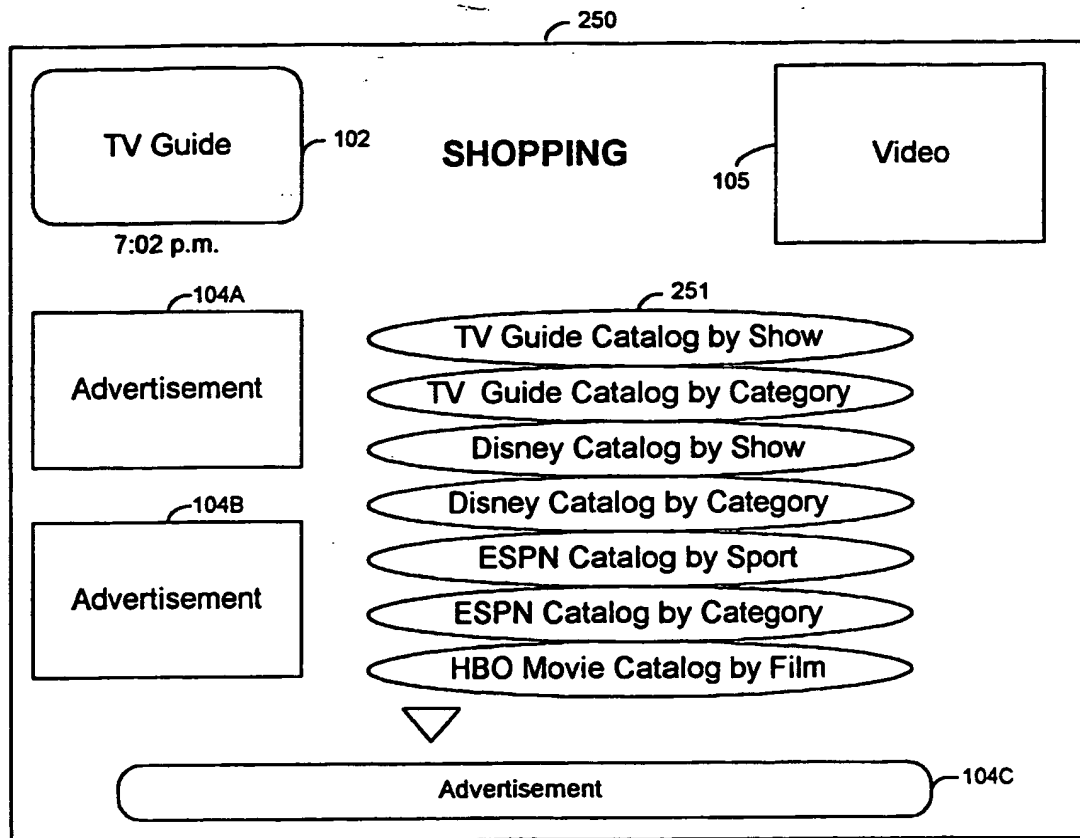 250
TV Guide
102
SHOPPING
105
Video
7:02 p.m.
104A
Advertisement
251
TV Guide Catalog by Show
TV Guide Catalog by Category
Disney Catalog by Show
Disney Catalog by Category
ESPN Catalog by Sport
ESPN Catalog by Category
HBO Movie Catalog by Film
104B
Advertisement
Advertisement
104C